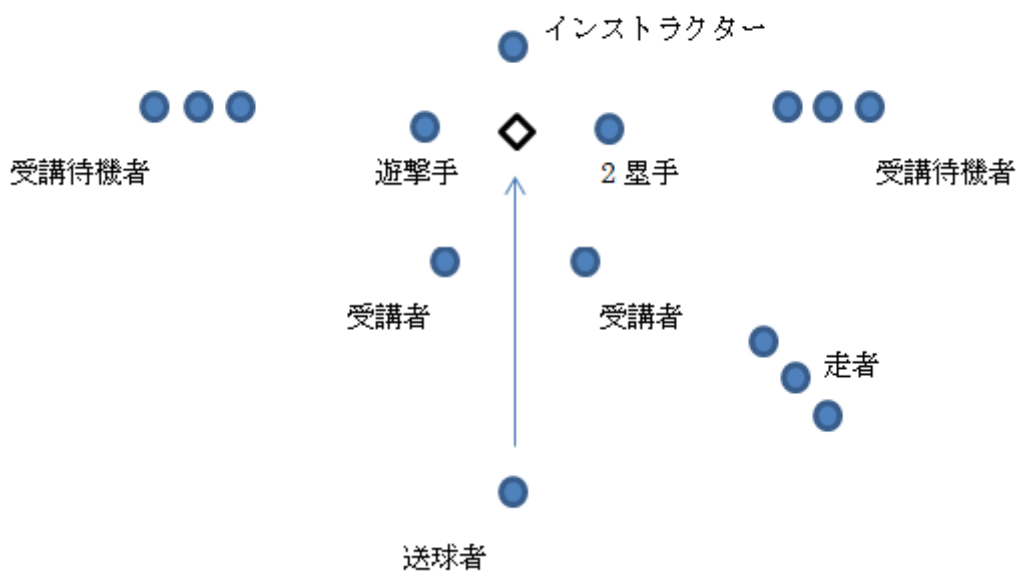 インストラクター
受講待機者
遊撃手
2塁手
受講待機者
受講者
受講者
走者
送球者